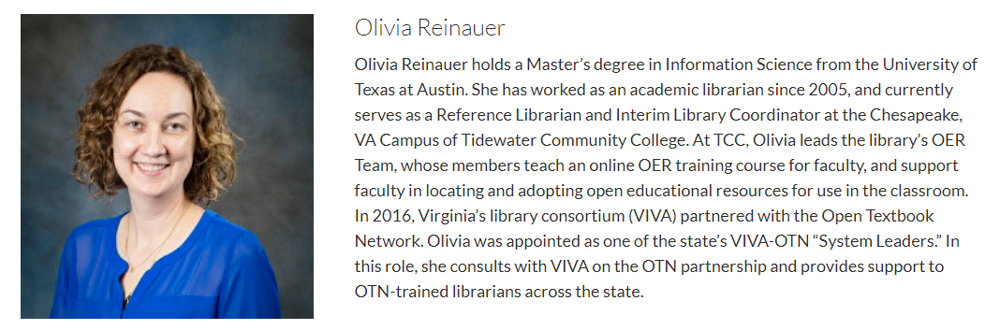 Olivia Reinauer
Olivia Reinauer holds a Master’s degree in Information Science from the University of
Texas at Austin. She has worked as an academic librarian since 2005, and currently
serves as a Reference Librarian and Interim Library Coordinator at the Chesapeake,
VA Campus of Tidewater Community College. At TCC, Olivia leads the library’s OER
Team, whose members teach an online OER training course for faculty, and support
faculty in locating and adopting open educational resources for use in the classroom.
In 2016, Virginia’s library consortium (VIVA) partnered with the Open Textbook
Network. Olivia was appointed as one of the state’s VIVA-OTN “System Leaders.” In
this role, she consults with VIVA on the OTN partnership and provides support to
OTN-trained librarians across the state.